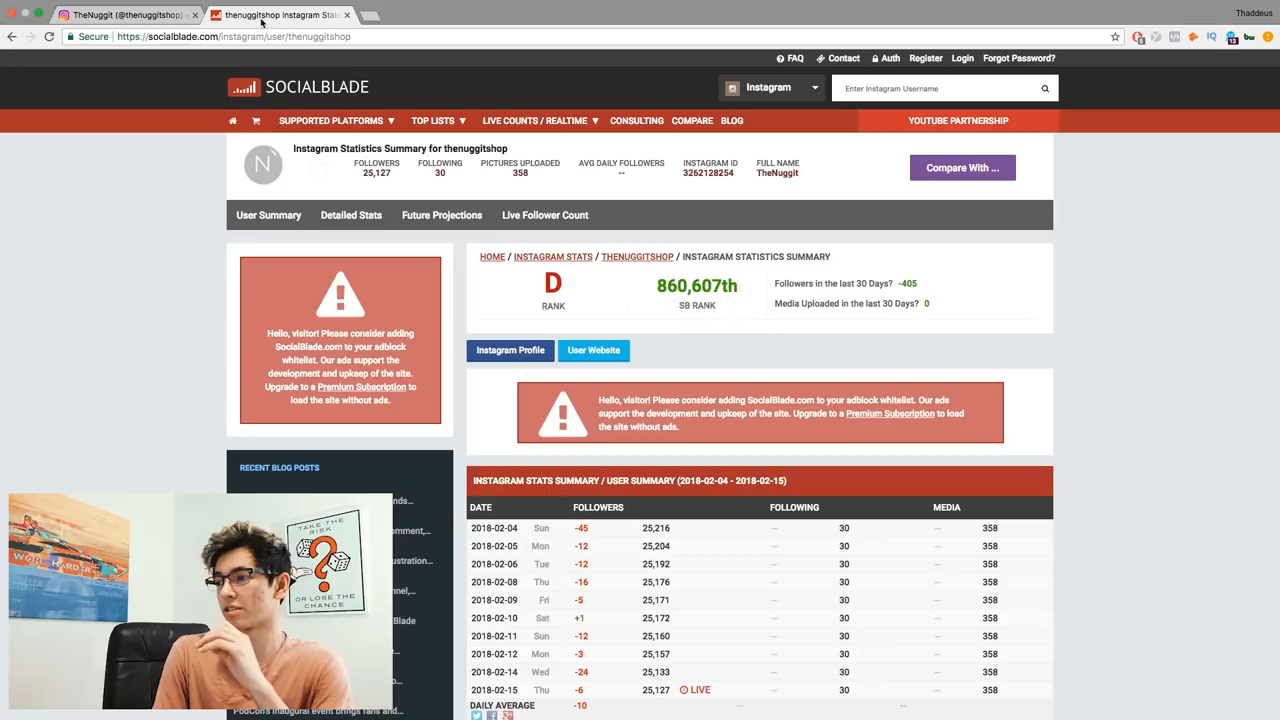 TheNuggit (@thenuggitshop) -
thenuggitshop instagram Stat
Thaddeus
Secure
https://socialblade.com/instagram/user/thenuggitshop
FAQ
Contact
Auth
Register
Login
Forgot Password?
SOCIALBLADE
Instagram
Enter Instagram Username
SUPPORTED PLATFORMS
TOP LISTS
LIVE COUNTS / REALTIME
CONSULTING
COMPARE
BLOG
YOUTUBE PARTNERSHIP
N
Instagram Statistics Summary for thenuggitshop
FOLLOWERS
25,127
FOLLOWING
30
PICTURES UPLOADED
358
AVG DAILY FOLLOWERS
--
INSTAGRAM ID
3262128254
FULL NAME
TheNuggit
Compare With ...
User Summary
Detailed Stats
Future Projections
Live Follower Count
Hello, visitor! Please consider adding
SocialBlade.com to your adblock
whitelist. Our ads support the
development and upkeep of the site.
Upgrade to a Premium Subscription to
load the site without ads.
HOME / INSTAGRAM STATS / THENUGGITSHOP / INSTAGRAM STATISTICS SUMMARY
D
RANK
860,607th
SB RANK
Followers in the last 30 Days? -405
Media Uploaded in the last 30 Days? 0
Instagram Profile
User Website
Hello, visitor! Please consider adding SocialBlade.com to your adblock whitelist. Our ads
support the development and upkeep of the site. Upgrade to a Premium Subscription to load
the site without ads.
RECENT BLOG POSTS
nds...
omment,...
ustration...
nnel,...
Blade
PodCon's inaugural event brings fans and...
INSTAGRAM STATS SUMMARY / USER SUMMARY (2018-02-04 - 2018-02-15)
DATE FOLLOWERS FOLLOWING MEDIA
2018-02-04 Sun -45 25,216 -- 30 -- 358
2018-02-05 Mon -12 25,204 -- 30 -- 358
2018-02-06 Tue -12 25,192 -- 30 -- 358
2018-02-08 Thu -16 25,176 -- 30 -- 358
2018-02-09 Fri -5 25,171 -- 30 -- 358
2018-02-10 Sat +1 25,172 -- 30 -- 358
2018-02-11 Sun -12 25,160 -- 30 -- 358
2018-02-12 Mon -3 25,157 -- 30 -- 358
2018-02-14 Wed -24 25,133 -- 30 -- 358
2018-02-15 Thu -6 25,127 LIVE -- 30 -- 358
DAILY AVERAGE -10 -- --
WORK HARDER
TAKE THE
RISK
?
OR LOSE THE
CHANCE